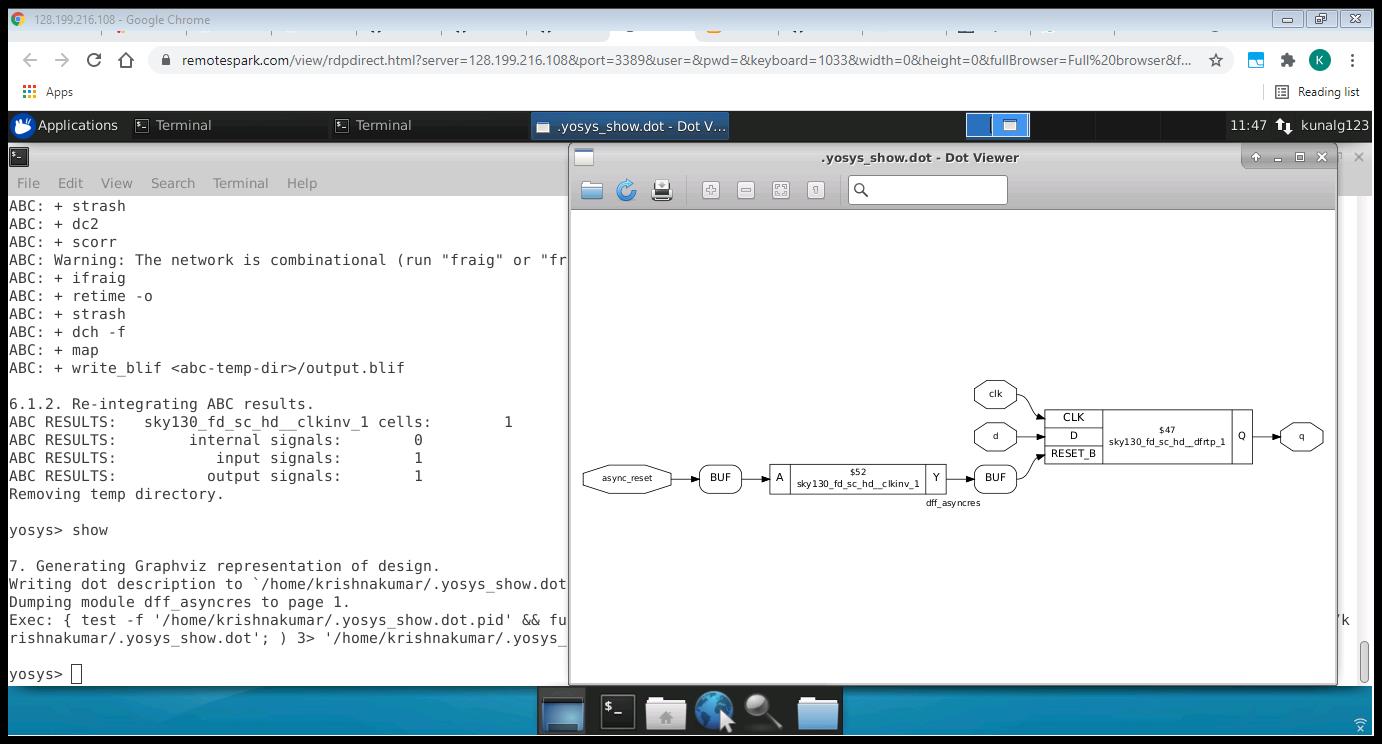 128.199.216.108 - Google Chrome
remotespark.com/view/rdpdirect.html?server=128.199.216.108&port=3389&user=&pwd=&keyboard=1033&width=0&height=0&fullBrowser=Full%20browser&f...
K
Apps
Reading list
Applications
Terminal
Terminal
.yosys_show.dot - Dot V...
11:47
kunalg123
.yosys_show.dot - Dot Viewer
File Edit View Search Terminal Help
ABC: + strash
ABC: + dc2
ABC: + scorr
ABC: Warning: The network is combinational (run "fraig" or "fr
ABC: + ifraig
ABC: + retime -o
ABC: + strash
ABC: + dch -f
ABC: + map
ABC: + write_blif <abc-temp-dir>/output.blif
6.1.2. Re-integrating ABC results.
ABC RESULTS: sky130_fd_sc_hd__clkinv_1 cells: 1
ABC RESULTS: internal signals: 0
ABC RESULTS: input signals: 1
ABC RESULTS: output signals: 1
Removing temp directory.
yosys> show
7. Generating Graphviz representation of design.
Writing dot description to `/home/krishnakumar/.yosys_show.dot
Dumping module dff_asyncres to page 1.
Exec: { test -f '/home/krishnakumar/.yosys_show.dot.pid' && fu
/k
rishnakumar/.yosys_show.dot'; ) 3> '/home/krishnakumar/.yosys_
yosys>
clk
d
CLK
D
RESET_B
$47
sky130_fd_sc_hd__dfrtp_1
Q
q
async_reset
BUF
A
$52
sky130_fd_sc_hd__clkinv_1
Y
BUF
dff_asyncres
$_